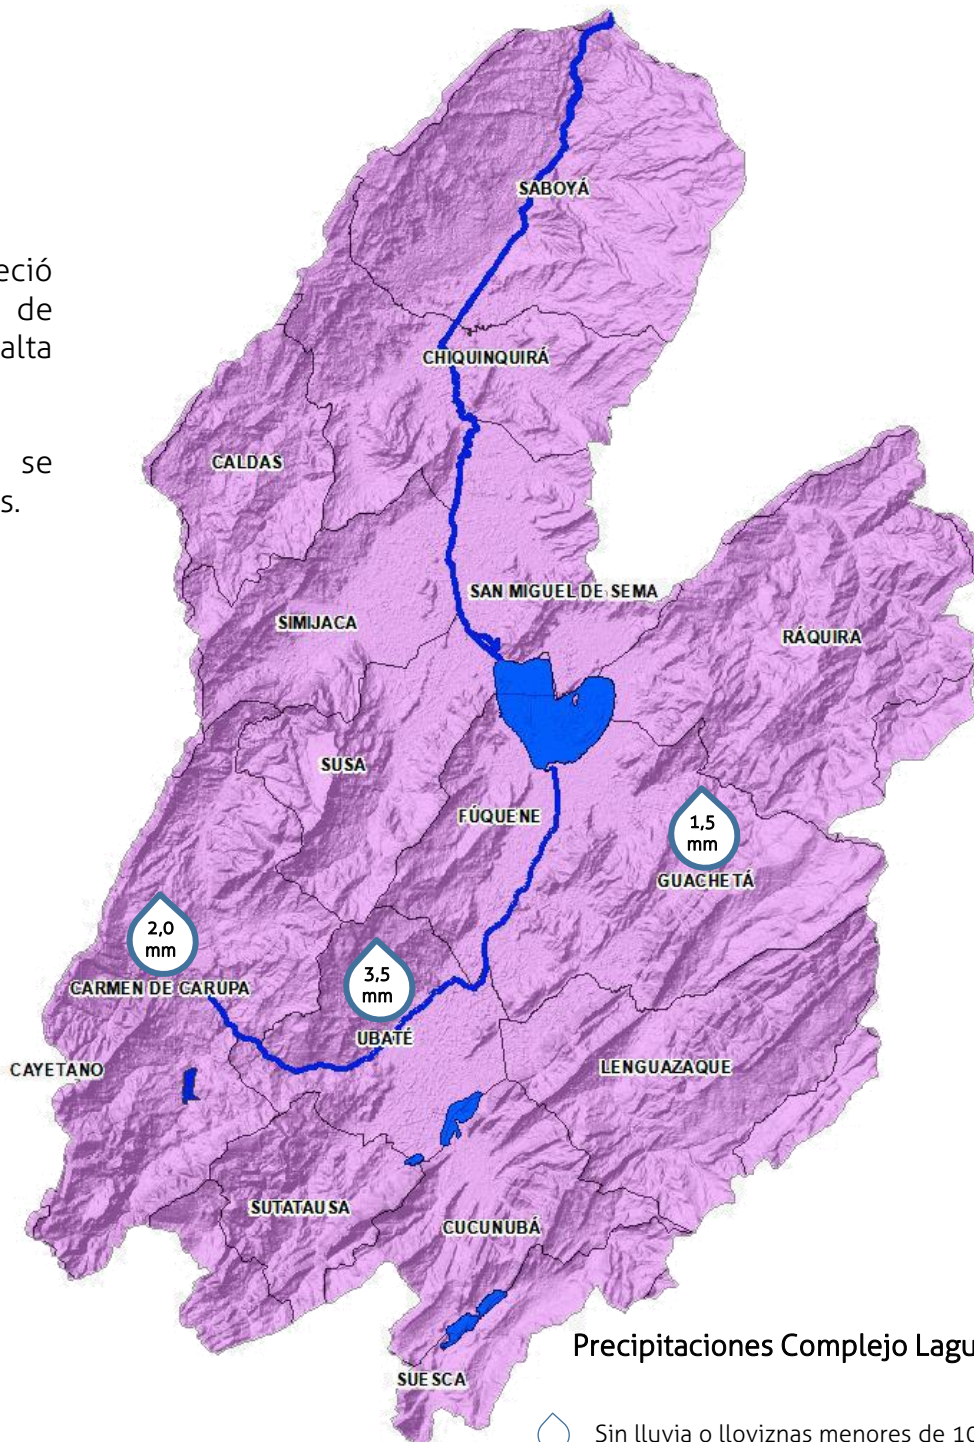 SABOYÁ
eció
de
alta
CHIQUINQUIRÁ
se
s.
CALDAS
SAN MIGUEL DE SEMA
SIMIJACA
RÁQUIRA
SUSA
FÚQUENE
1,5
mm
GUACHETÁ
2,0
mm
3,5
mm
CARMEN DE CARUPA
UBATÉ
CAYETANO
LENGUAZAQUE
SUTATAUSA
CUCUNUBÁ
Precipitaciones Complejo Lagu
SUESCA
Sin lluvia o lloviznas menores de 10